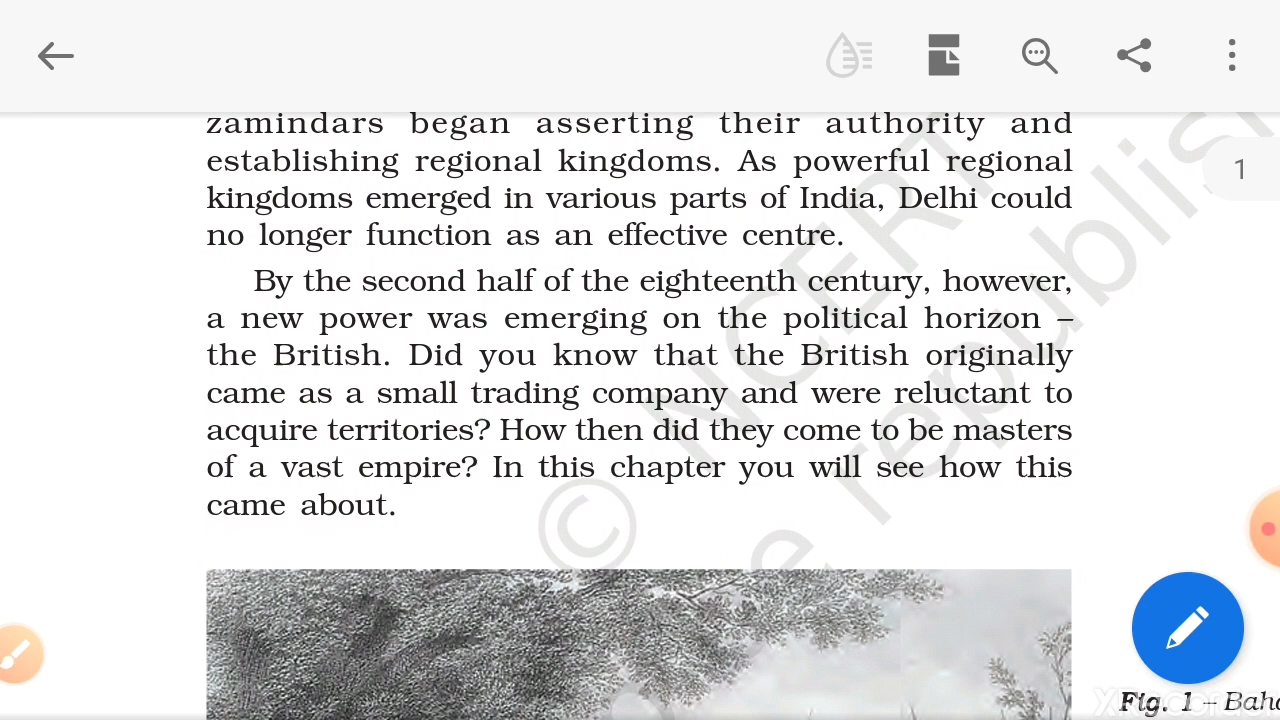 zamindars began asserting their authority and
establishing regional kingdoms. As powerful regional
kingdoms emerged in various parts of India, Delhi could
no longer function as an effective centre.
By the second half of the eighteenth century, however,
a new power was emerging on the political horizon –
the British. Did you know that the British originally
came as a small trading company and were reluctant to
acquire territories? How then did they come to be masters
of a vast empire? In this chapter you will see how this
came about.
1
© NCERT
republis
Fig. 1 – Baha